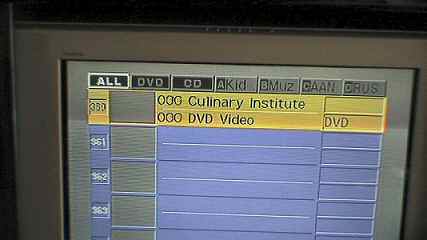 ALL DVD CD AKid BMuz CAAN DRUS
360 000 Culinary Institute
000 DVD Video DVD
361
362
363